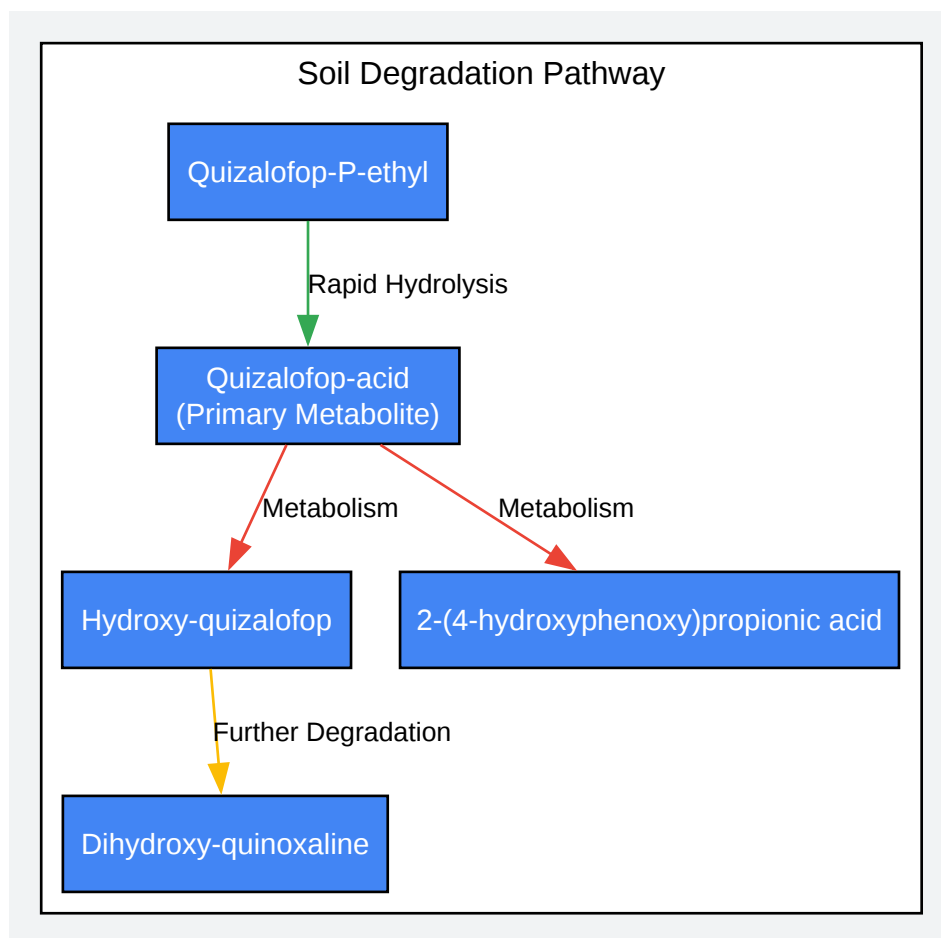 Soil Degradation Pathway
Quizalofop-P-ethyl
Rapid Hydrolysis
Quizalofop-acid
(Primary Metabolite)
Metabolism
Metabolism
Hydroxy-quizalofop
2-(4-hydroxyphenoxy)propionic acid
Further Degradation
Dihydroxy-quinoxaline